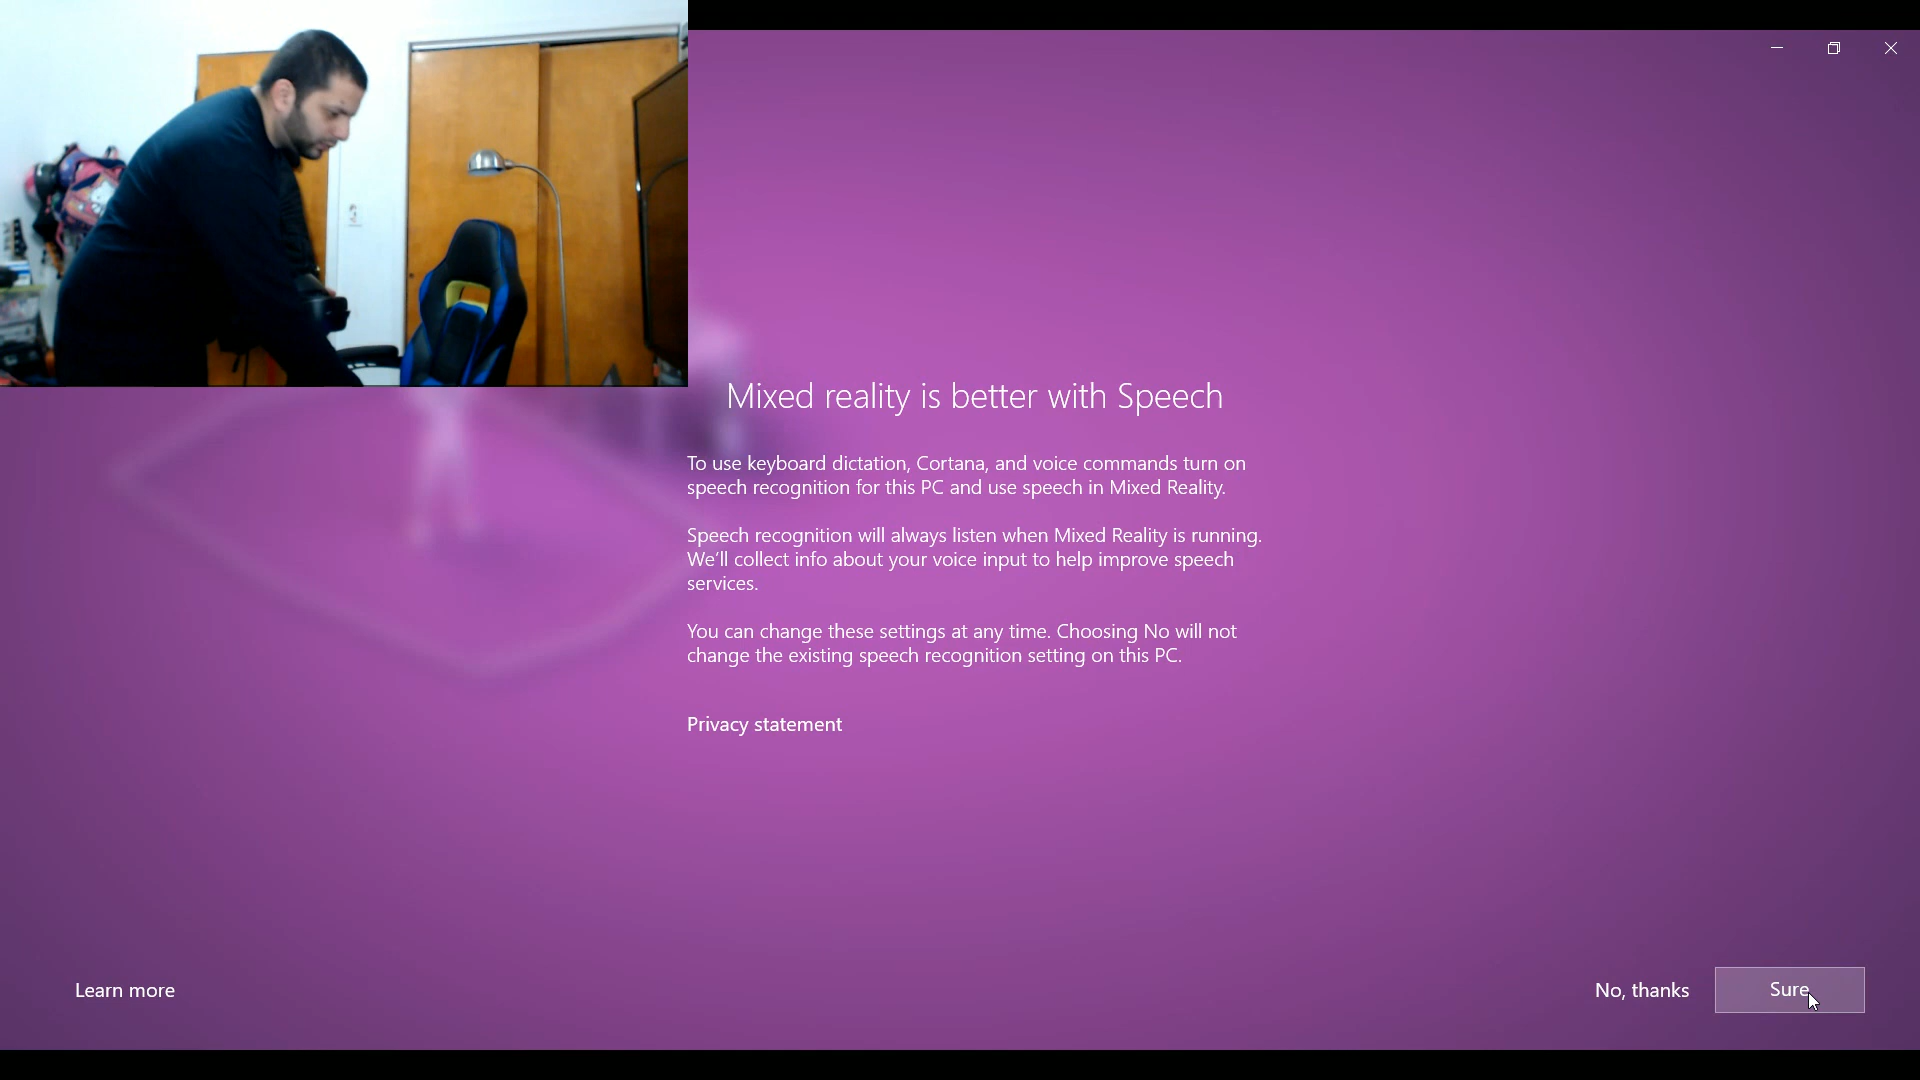 Mixed reality is better with Speech
To use keyboard dictation, Cortana, and voice commands turn on
speech recognition for this PC and use speech in Mixed Reality.
Speech recognition will always listen when Mixed Reality is running.
We'll collect info about your voice input to help improve speech
services.
You can change these settings at any time. Choosing No will not
change the existing speech recognition setting on this PC.
Privacy statement
Learn more
No, thanks
Sure